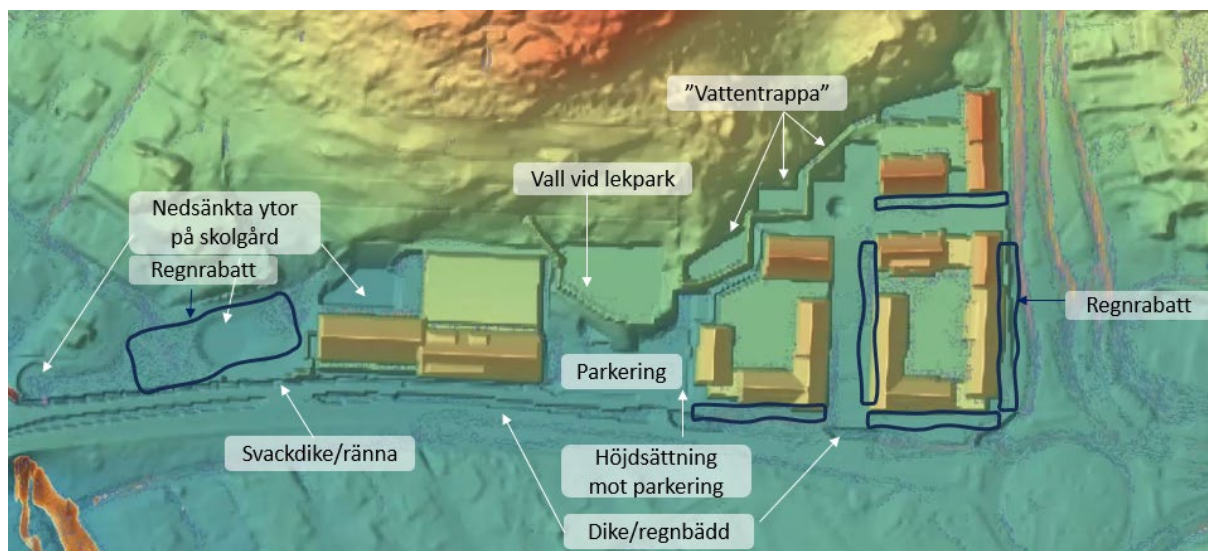 ”Vattentrappa”
Vall vid lekpark
Nedsänkta ytor
på skolgård
Regnrabatt
Regnrabatt
Parkering
Svackdike/ränna
Höjdsättning
mot parkering
Dike/regnbädd